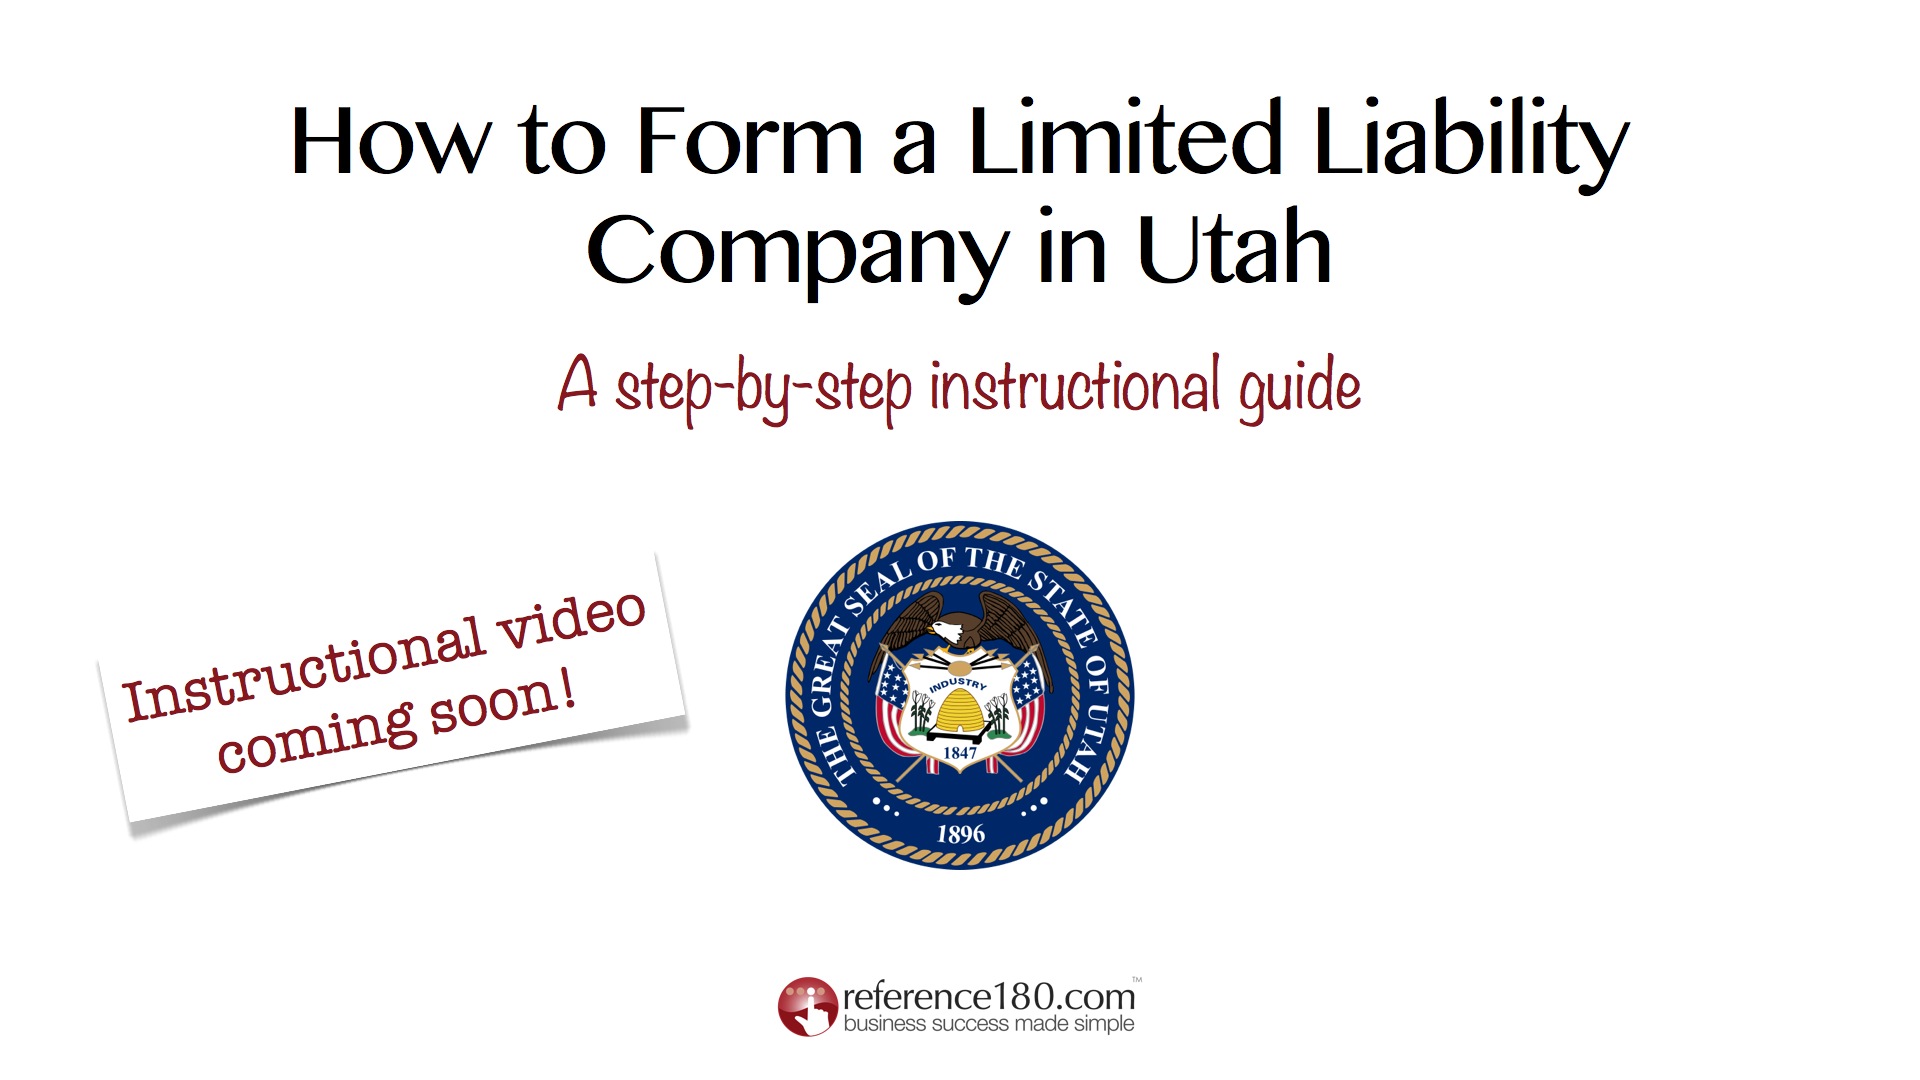 How to Form a Limited Liability
Company in Utah
A step-by-step instructional guide
Instructional video
coming soon!
THE GREAT SEAL OF THE STATE OF UTAH
INDUSTRY
1847
1896
reference180.com™
business success made simple